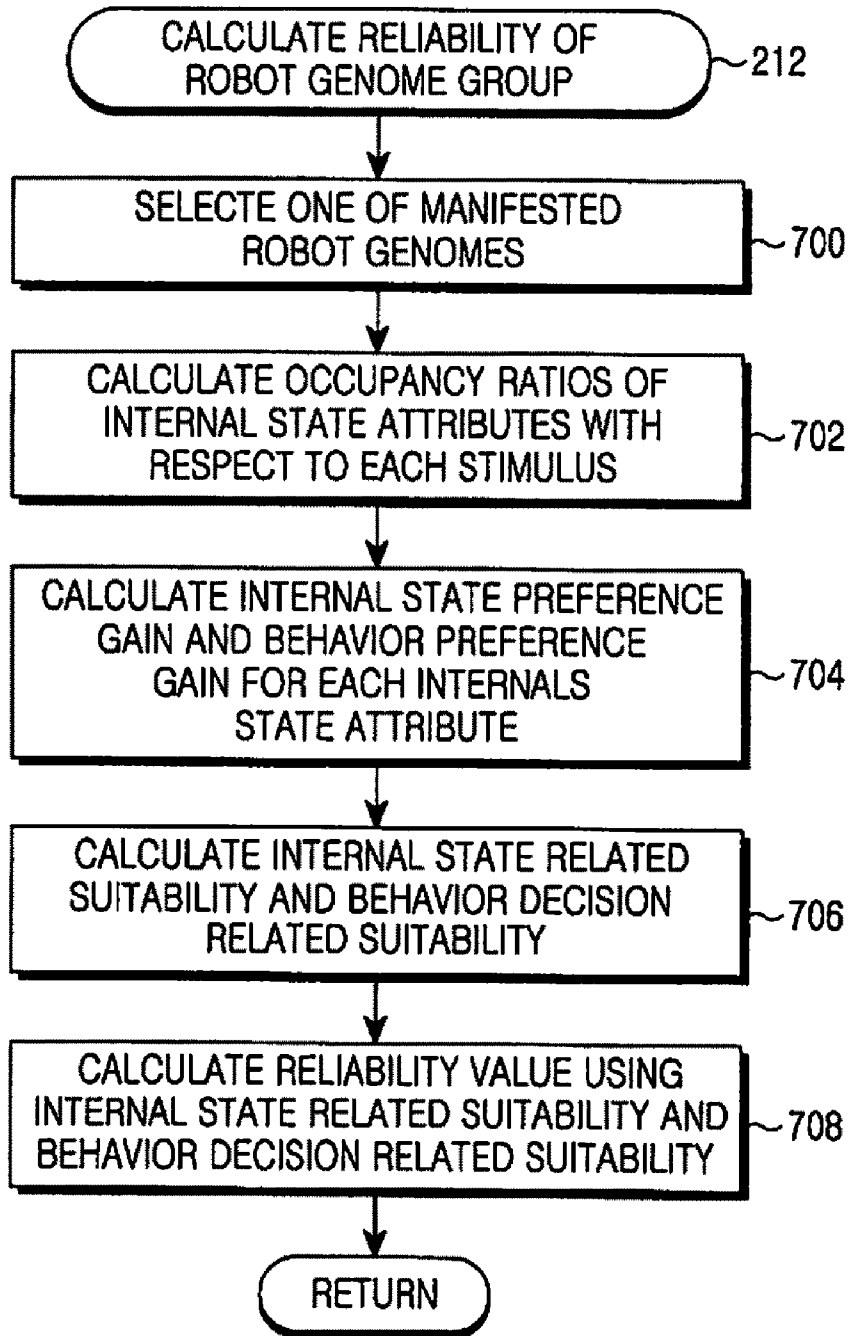 CALCULATE RELIABILITY OF
ROBOT GENOME GROUP
212
SELECTE ONE OF MANIFESTED
ROBOT GENOMES
700
CALCULATE OCCUPANCY RATIOS OF
INTERNAL STATE ATTRIBUTES WITH
RESPECT TO EACH STIMULUS
702
CALCULATE INTERNAL STATE PREFERENCE
GAIN AND BEHAVIOR PREFERENCE
GAIN FOR EACH INTERNALS
STATE ATTRIBUTE
704
CALCULATE INTERNAL STATE RELATED
SUITABILITY AND BEHAVIOR DECISION
RELATED SUITABILITY
706
CALCULATE RELIABILITY VALUE USING
INTERNAL STATE RELATED SUITABILITY AND
BEHAVIOR DECISION RELATED SUITABILITY
708
RETURN